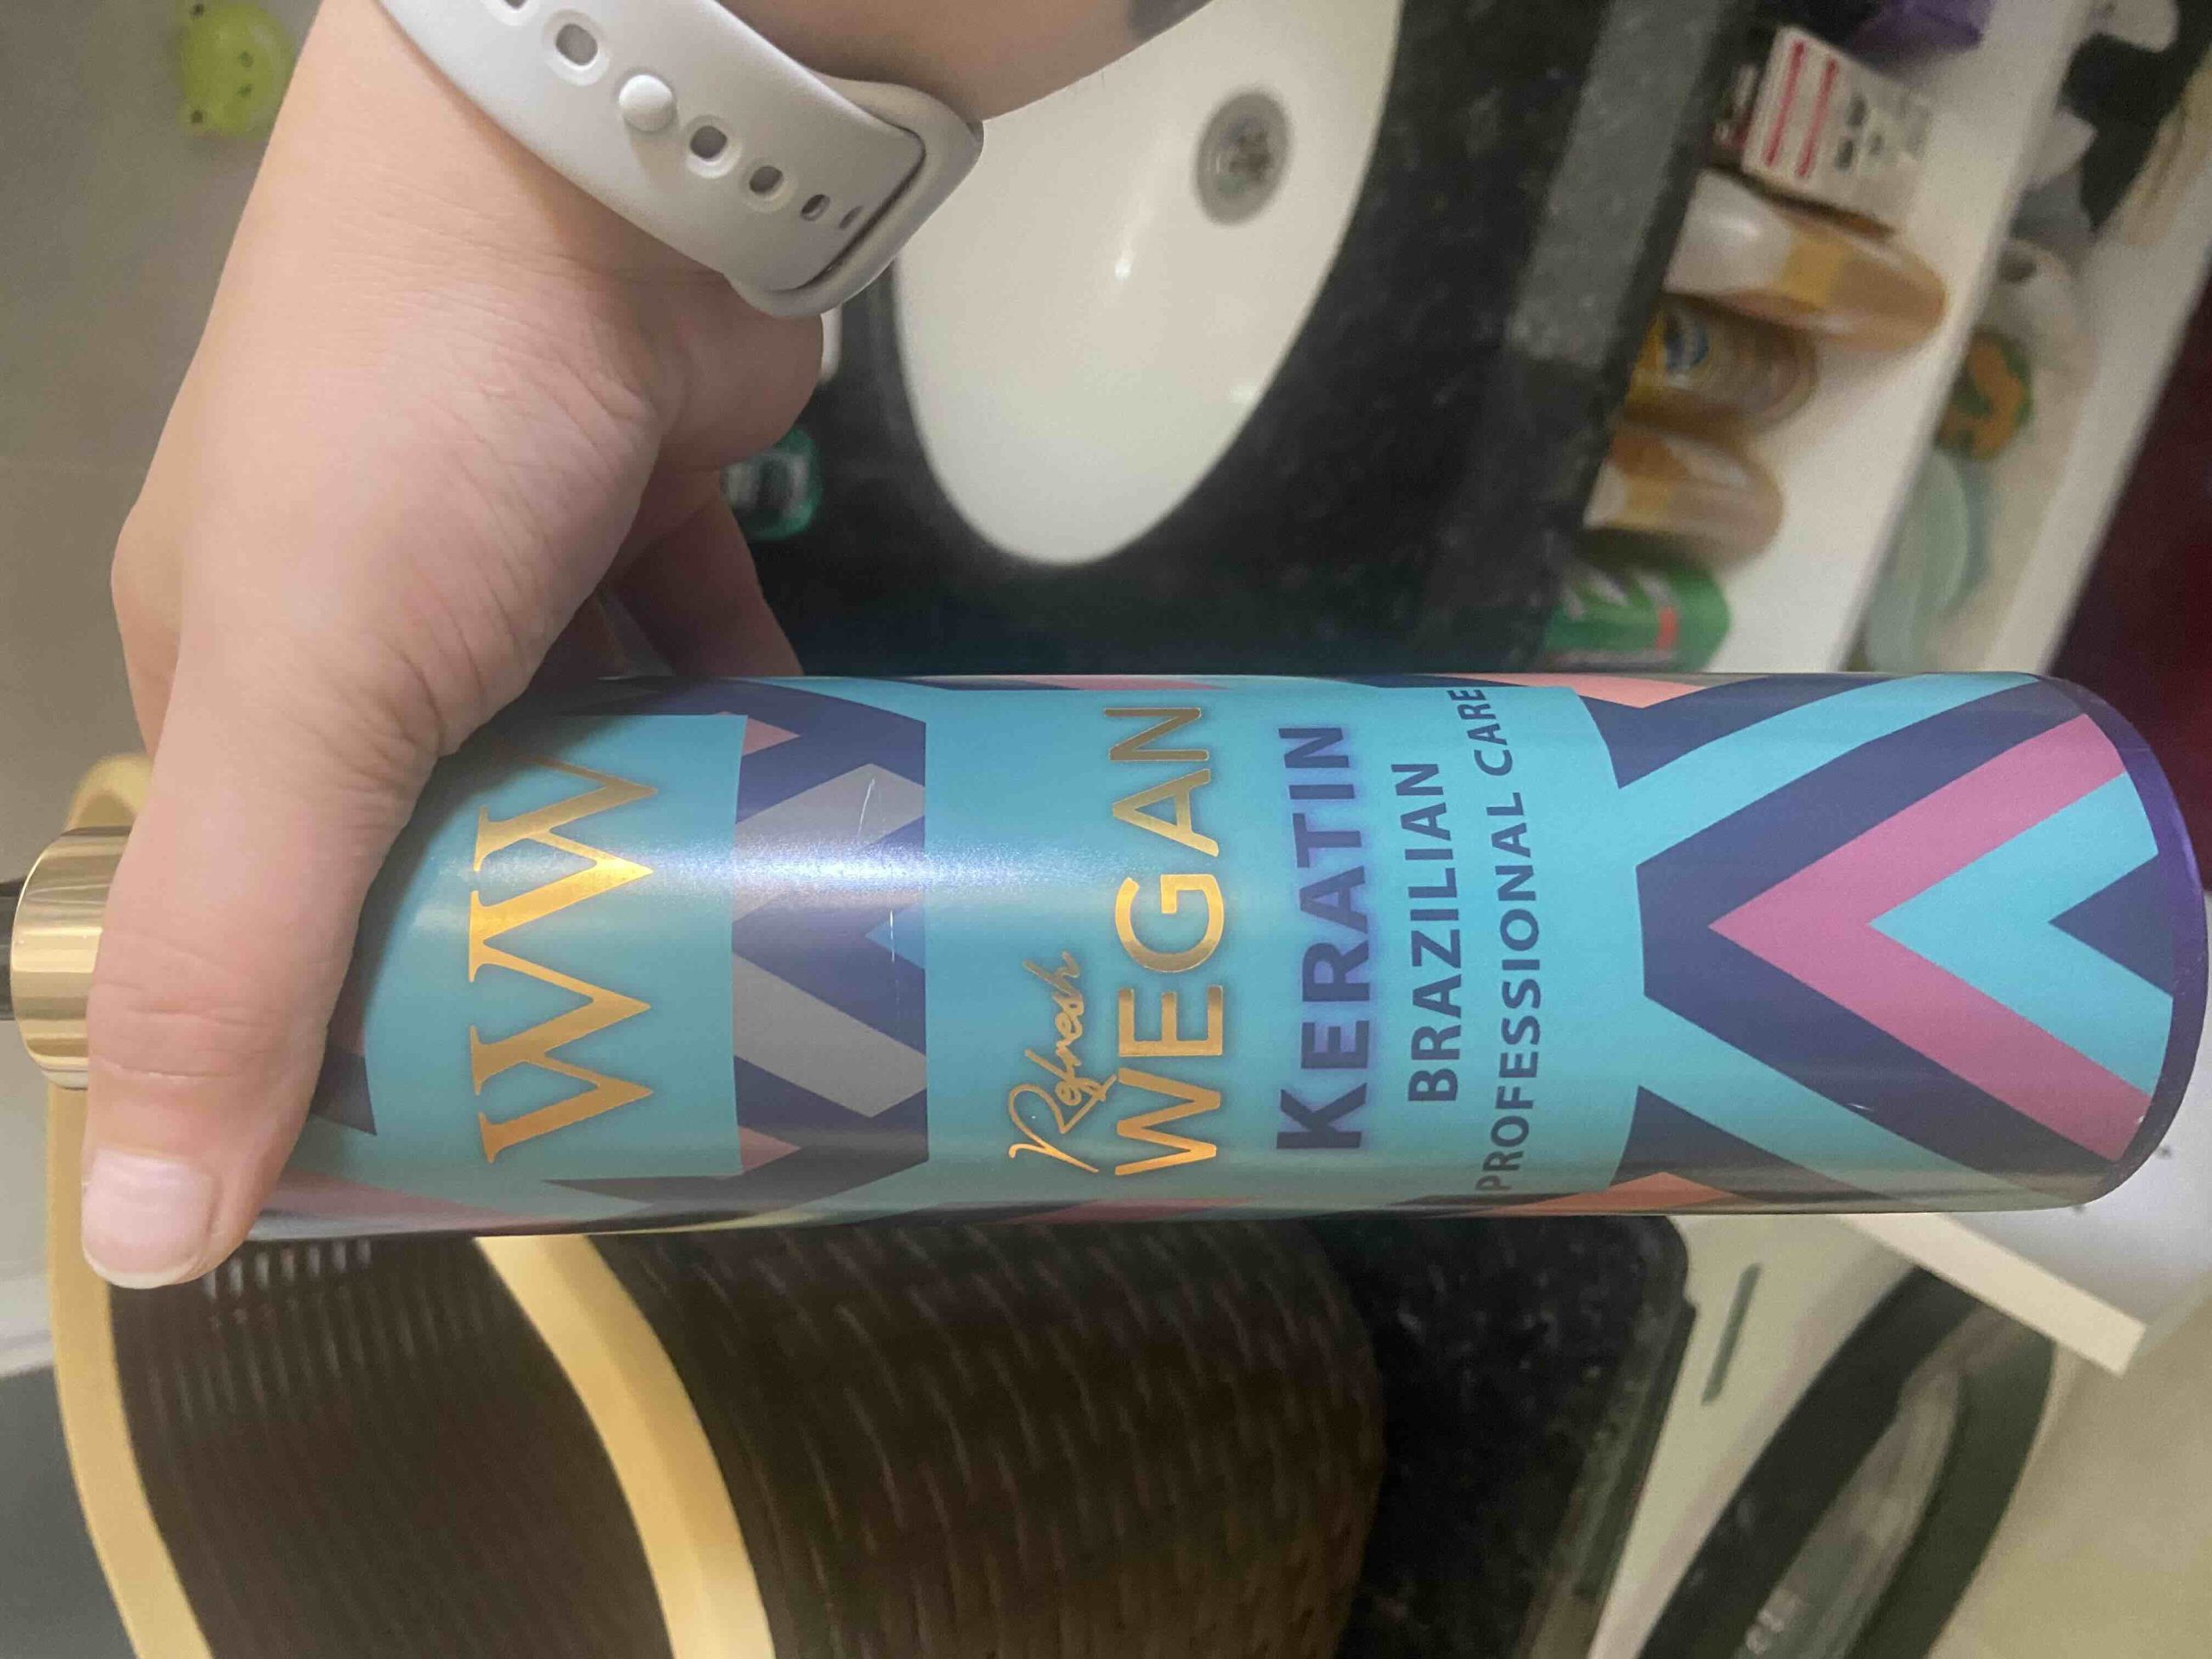 WW
Refresh
WEGAN
KERATIN
BRAZILIAN
PROFESSIONAL CARE